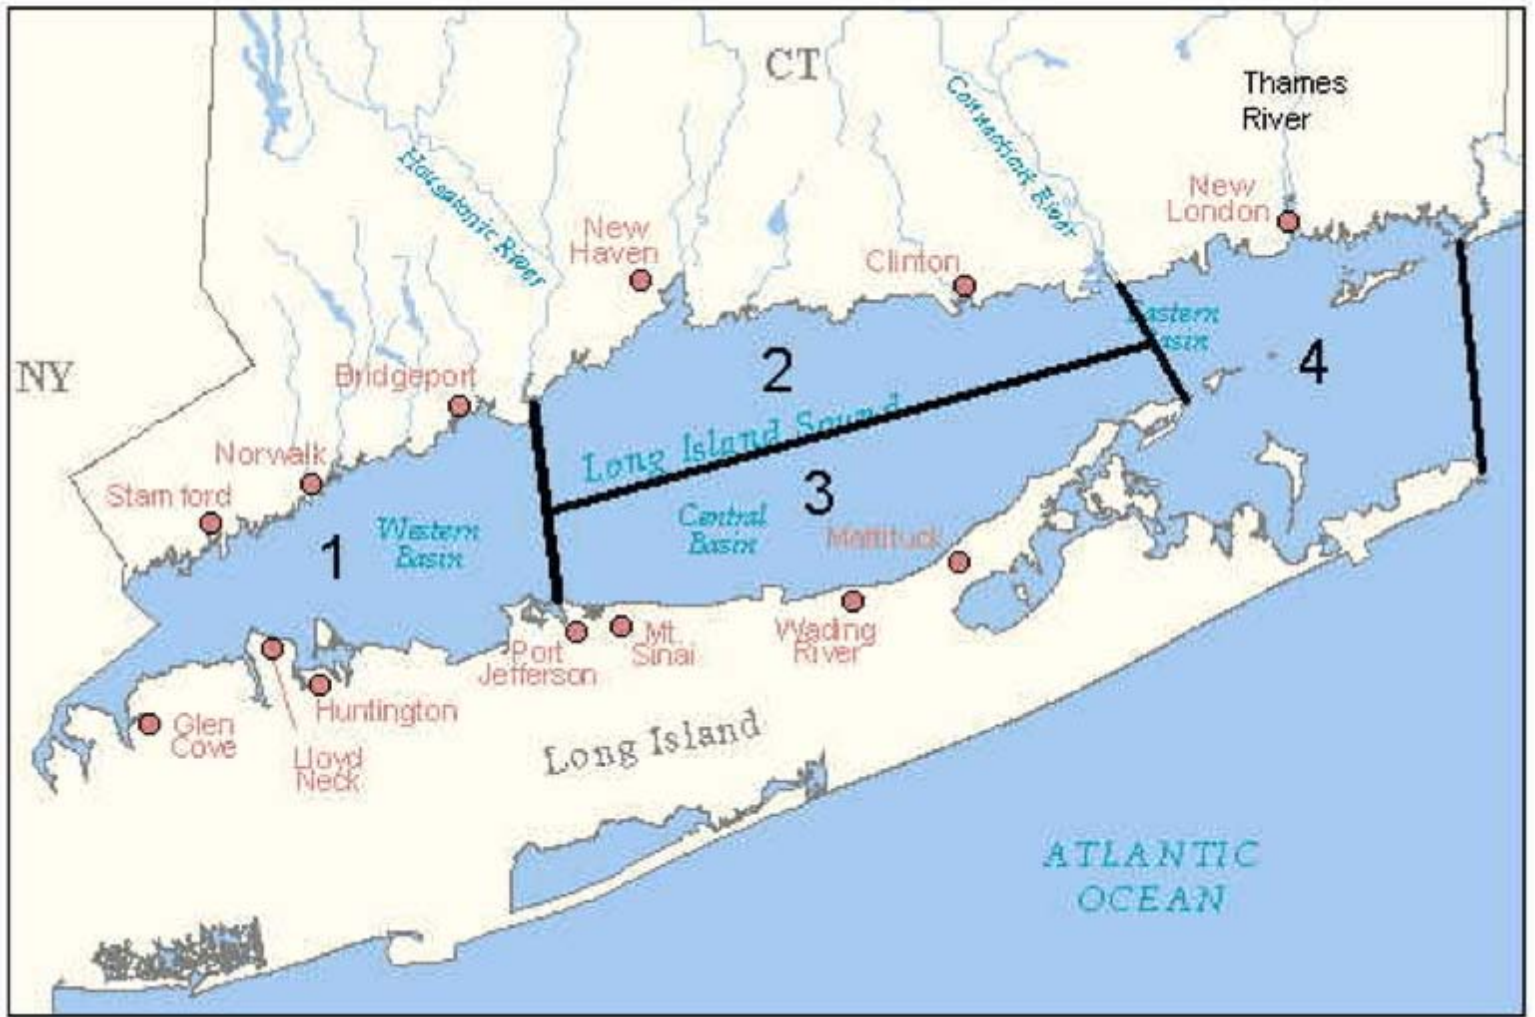 CT
Thames
River
Connecticut River
Housatonic River
New
London
New
Haven
Clinton
Eastern
Basin
NY
Bridgeport
2
4
Norwalk
Long Island Sound
Stamford
3
Western
Basin
Central
Basin
1
Mattituck
Port
Jefferson
Mt.
Sinai
Wading
River
Huntington
Glen
Cove
Lloyd
Neck
Long Island
ATLANTIC
OCEAN